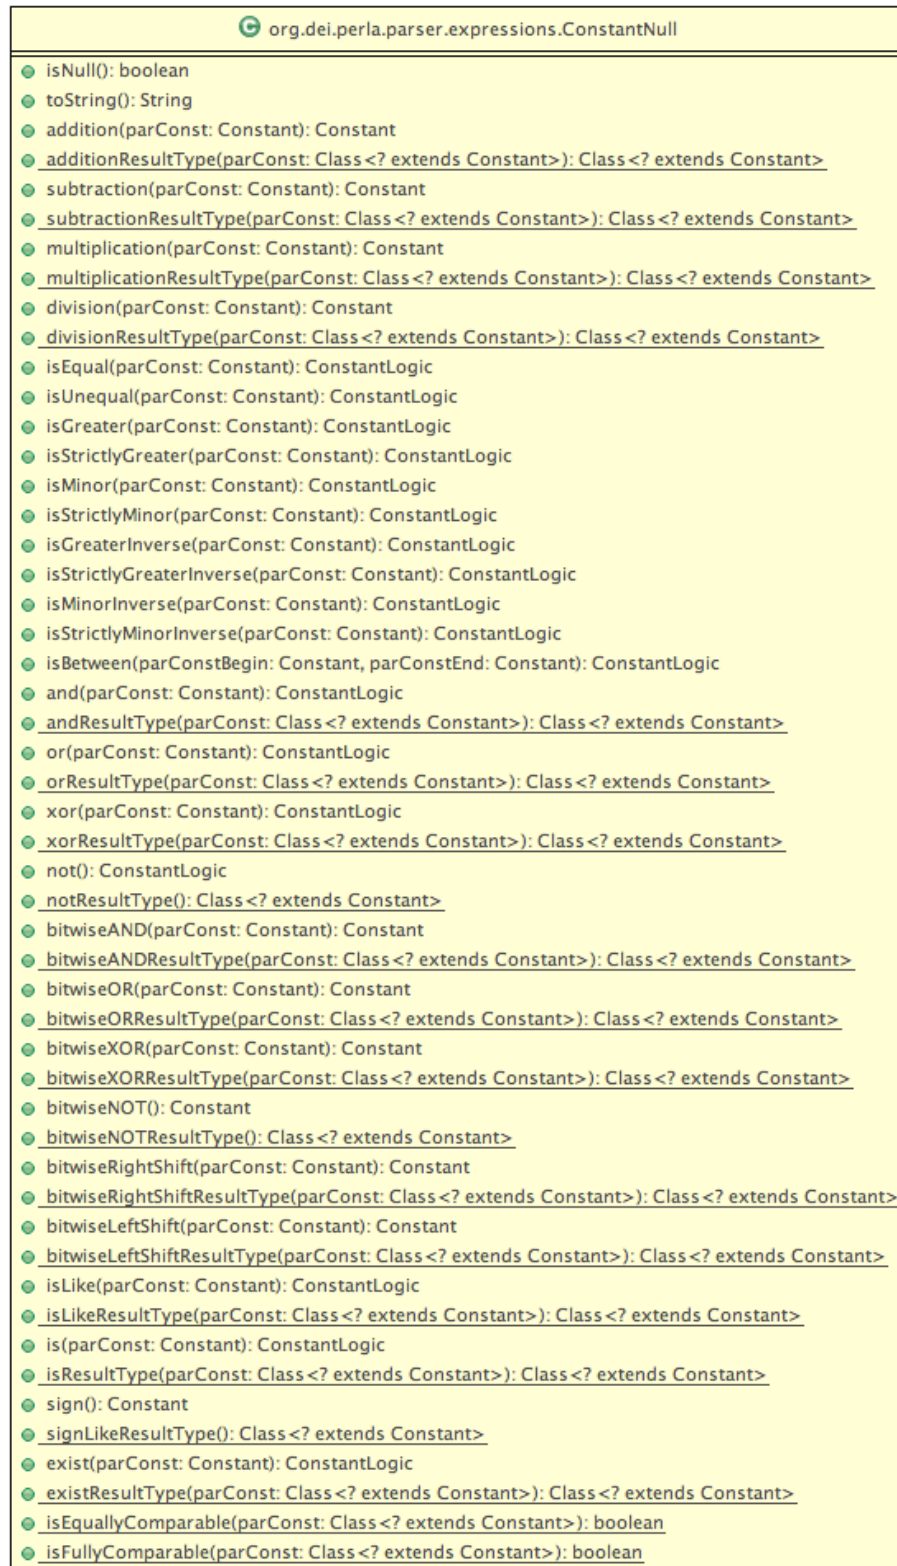 C org.dei.perla.parser.expressions.ConstantNull
isNull(): boolean
toString(): String
addition(parConst: Constant): Constant
additionResultType(parConst: Class<? extends Constant>): Class<? extends Constant>
subtraction(parConst: Constant): Constant
subtractionResultType(parConst: Class<? extends Constant>): Class<? extends Constant>
multiplication(parConst: Constant): Constant
multiplicationResultType(parConst: Class<? extends Constant>): Class<? extends Constant>
division(parConst: Constant): Constant
divisionResultType(parConst: Class<? extends Constant>): Class<? extends Constant>
isEqual(parConst: Constant): ConstantLogic
isUnequal(parConst: Constant): ConstantLogic
isGreater(parConst: Constant): ConstantLogic
isStrictlyGreater(parConst: Constant): ConstantLogic
isMinor(parConst: Constant): ConstantLogic
isStrictlyMinor(parConst: Constant): ConstantLogic
isGreaterInverse(parConst: Constant): ConstantLogic
isStrictlyGreaterInverse(parConst: Constant): ConstantLogic
isMinorInverse(parConst: Constant): ConstantLogic
isStrictlyMinorInverse(parConst: Constant): ConstantLogic
isBetween(parConstBegin: Constant, parConstEnd: Constant): ConstantLogic
and(parConst: Constant): ConstantLogic
andResultType(parConst: Class<? extends Constant>): Class<? extends Constant>
or(parConst: Constant): ConstantLogic
orResultType(parConst: Class<? extends Constant>): Class<? extends Constant>
xor(parConst: Constant): ConstantLogic
xorResultType(parConst: Class<? extends Constant>): Class<? extends Constant>
not(): ConstantLogic
notResultType(): Class<? extends Constant>
bitwiseAND(parConst: Constant): Constant
bitwiseANDResultType(parConst: Class<? extends Constant>): Class<? extends Constant>
bitwiseOR(parConst: Constant): Constant
bitwiseORResultType(parConst: Class<? extends Constant>): Class<? extends Constant>
bitwiseXOR(parConst: Constant): Constant
bitwiseXORResultType(parConst: Class<? extends Constant>): Class<? extends Constant>
bitwiseNOT(): Constant
bitwiseNOTResultType(): Class<? extends Constant>
bitwiseRightShift(parConst: Constant): Constant
bitwiseRightShiftResultType(parConst: Class<? extends Constant>): Class<? extends Constant>
bitwiseLeftShift(parConst: Constant): Constant
bitwiseLeftShiftResultType(parConst: Class<? extends Constant>): Class<? extends Constant>
isLike(parConst: Constant): ConstantLogic
isLikeResultType(parConst: Class<? extends Constant>): Class<? extends Constant>
is(parConst: Constant): ConstantLogic
isResultType(parConst: Class<? extends Constant>): Class<? extends Constant>
sign(): Constant
signLikeResultType(): Class<? extends Constant>
exist(parConst: Constant): ConstantLogic
existResultType(parConst: Class<? extends Constant>): Class<? extends Constant>
isEquallyComparable(parConst: Class<? extends Constant>): boolean
isFullyComparable(parConst: Class<? extends Constant>): boolean